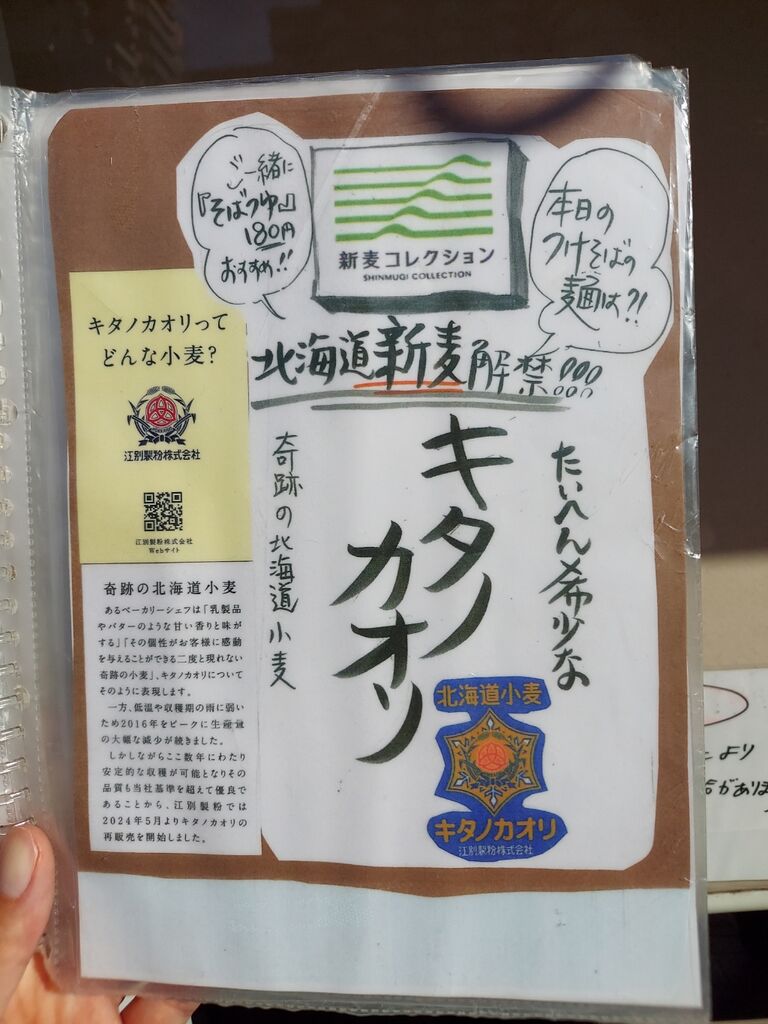 ご一緒に
『そばつゆ』
180円
おすすめ!!
新麦コレクション
SHINMUGI COLLECTION
本日の
つけそばの
麺は?!
北海道新麦解禁!!!
たいへん希少な
キタノ
カオリ
奇跡の北海道小麦
キタノカオリって
どんな小麦?
江別製粉株式会社
江別製粉株式会社
Webサイト
奇跡の北海道小麦
あるベーカリーシェフは「乳製品
やバターのような甘い香りと味が
する」「その個性がお客様に感動
を与えることができる二度と現れない
奇跡の小麦」、キタノカオリについて
そのように表現します。
一方、低温や収穫期の雨に弱い
ため2016年をピークに生産量
の大幅な減少が続きました。
しかしながらここ数年にわたり
安定的な収穫が可能となりその
品質も当社基準を超えて優良で
あることから、江別製粉では
2024年5月よりキタノカオリの
再販売を開始しました。
北海道小麦
キタノカオリ
江別製粉株式会社
より
がありま